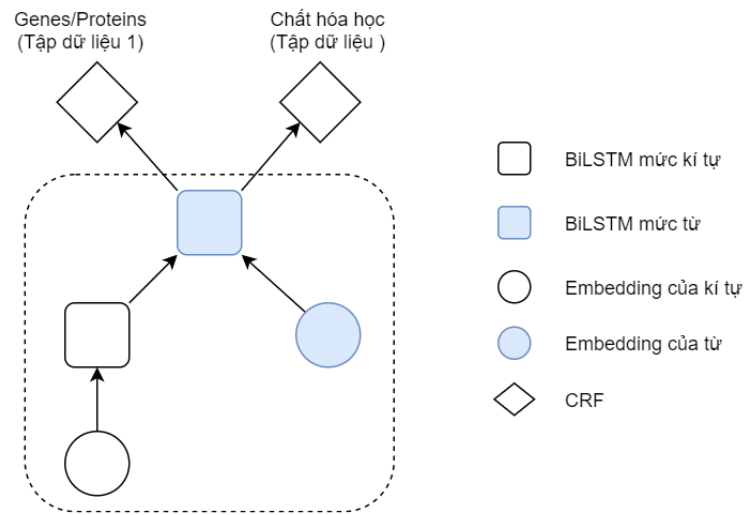 Genes/Proteins
(Tập dữ liệu 1)
Chất hóa học
(Tập dữ liệu )
BiLSTM mức kí tự
BiLSTM mức từ
Embedding của kí tự
Embedding của từ
CRF